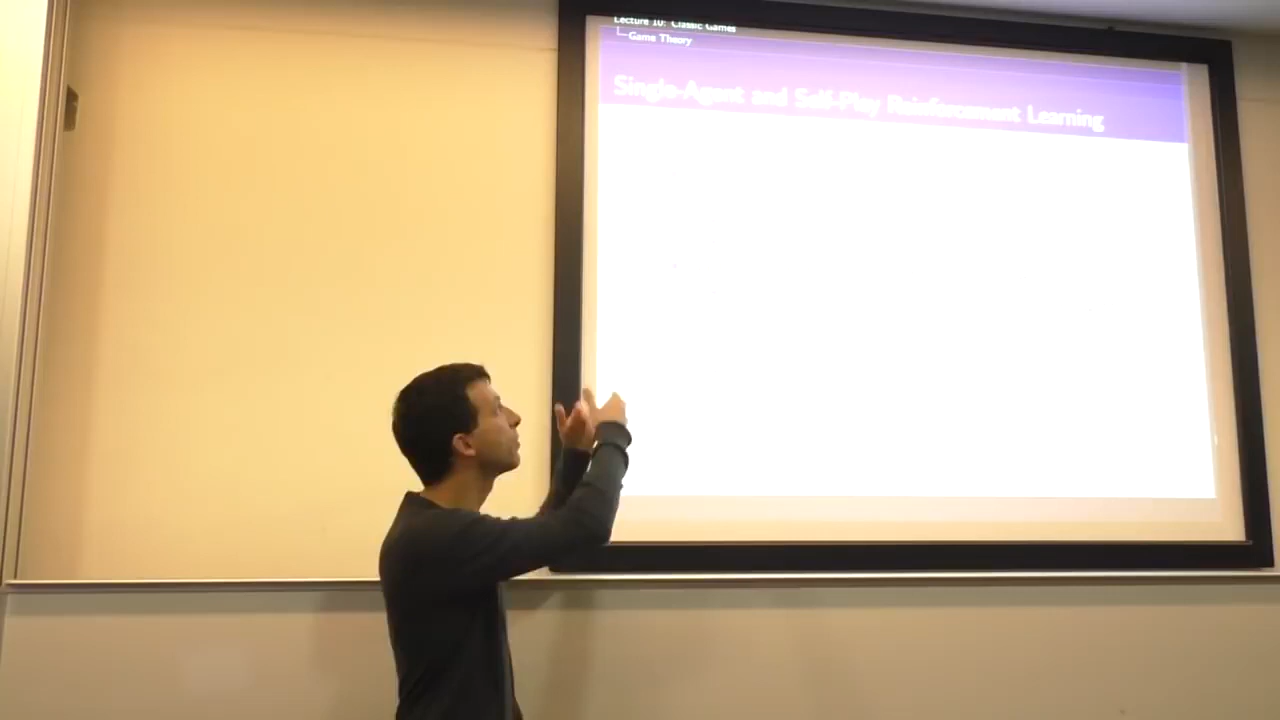 Lecture 10: Classic Games
Game Theory
Single-Agent and Self-Play Reinforcement Learning